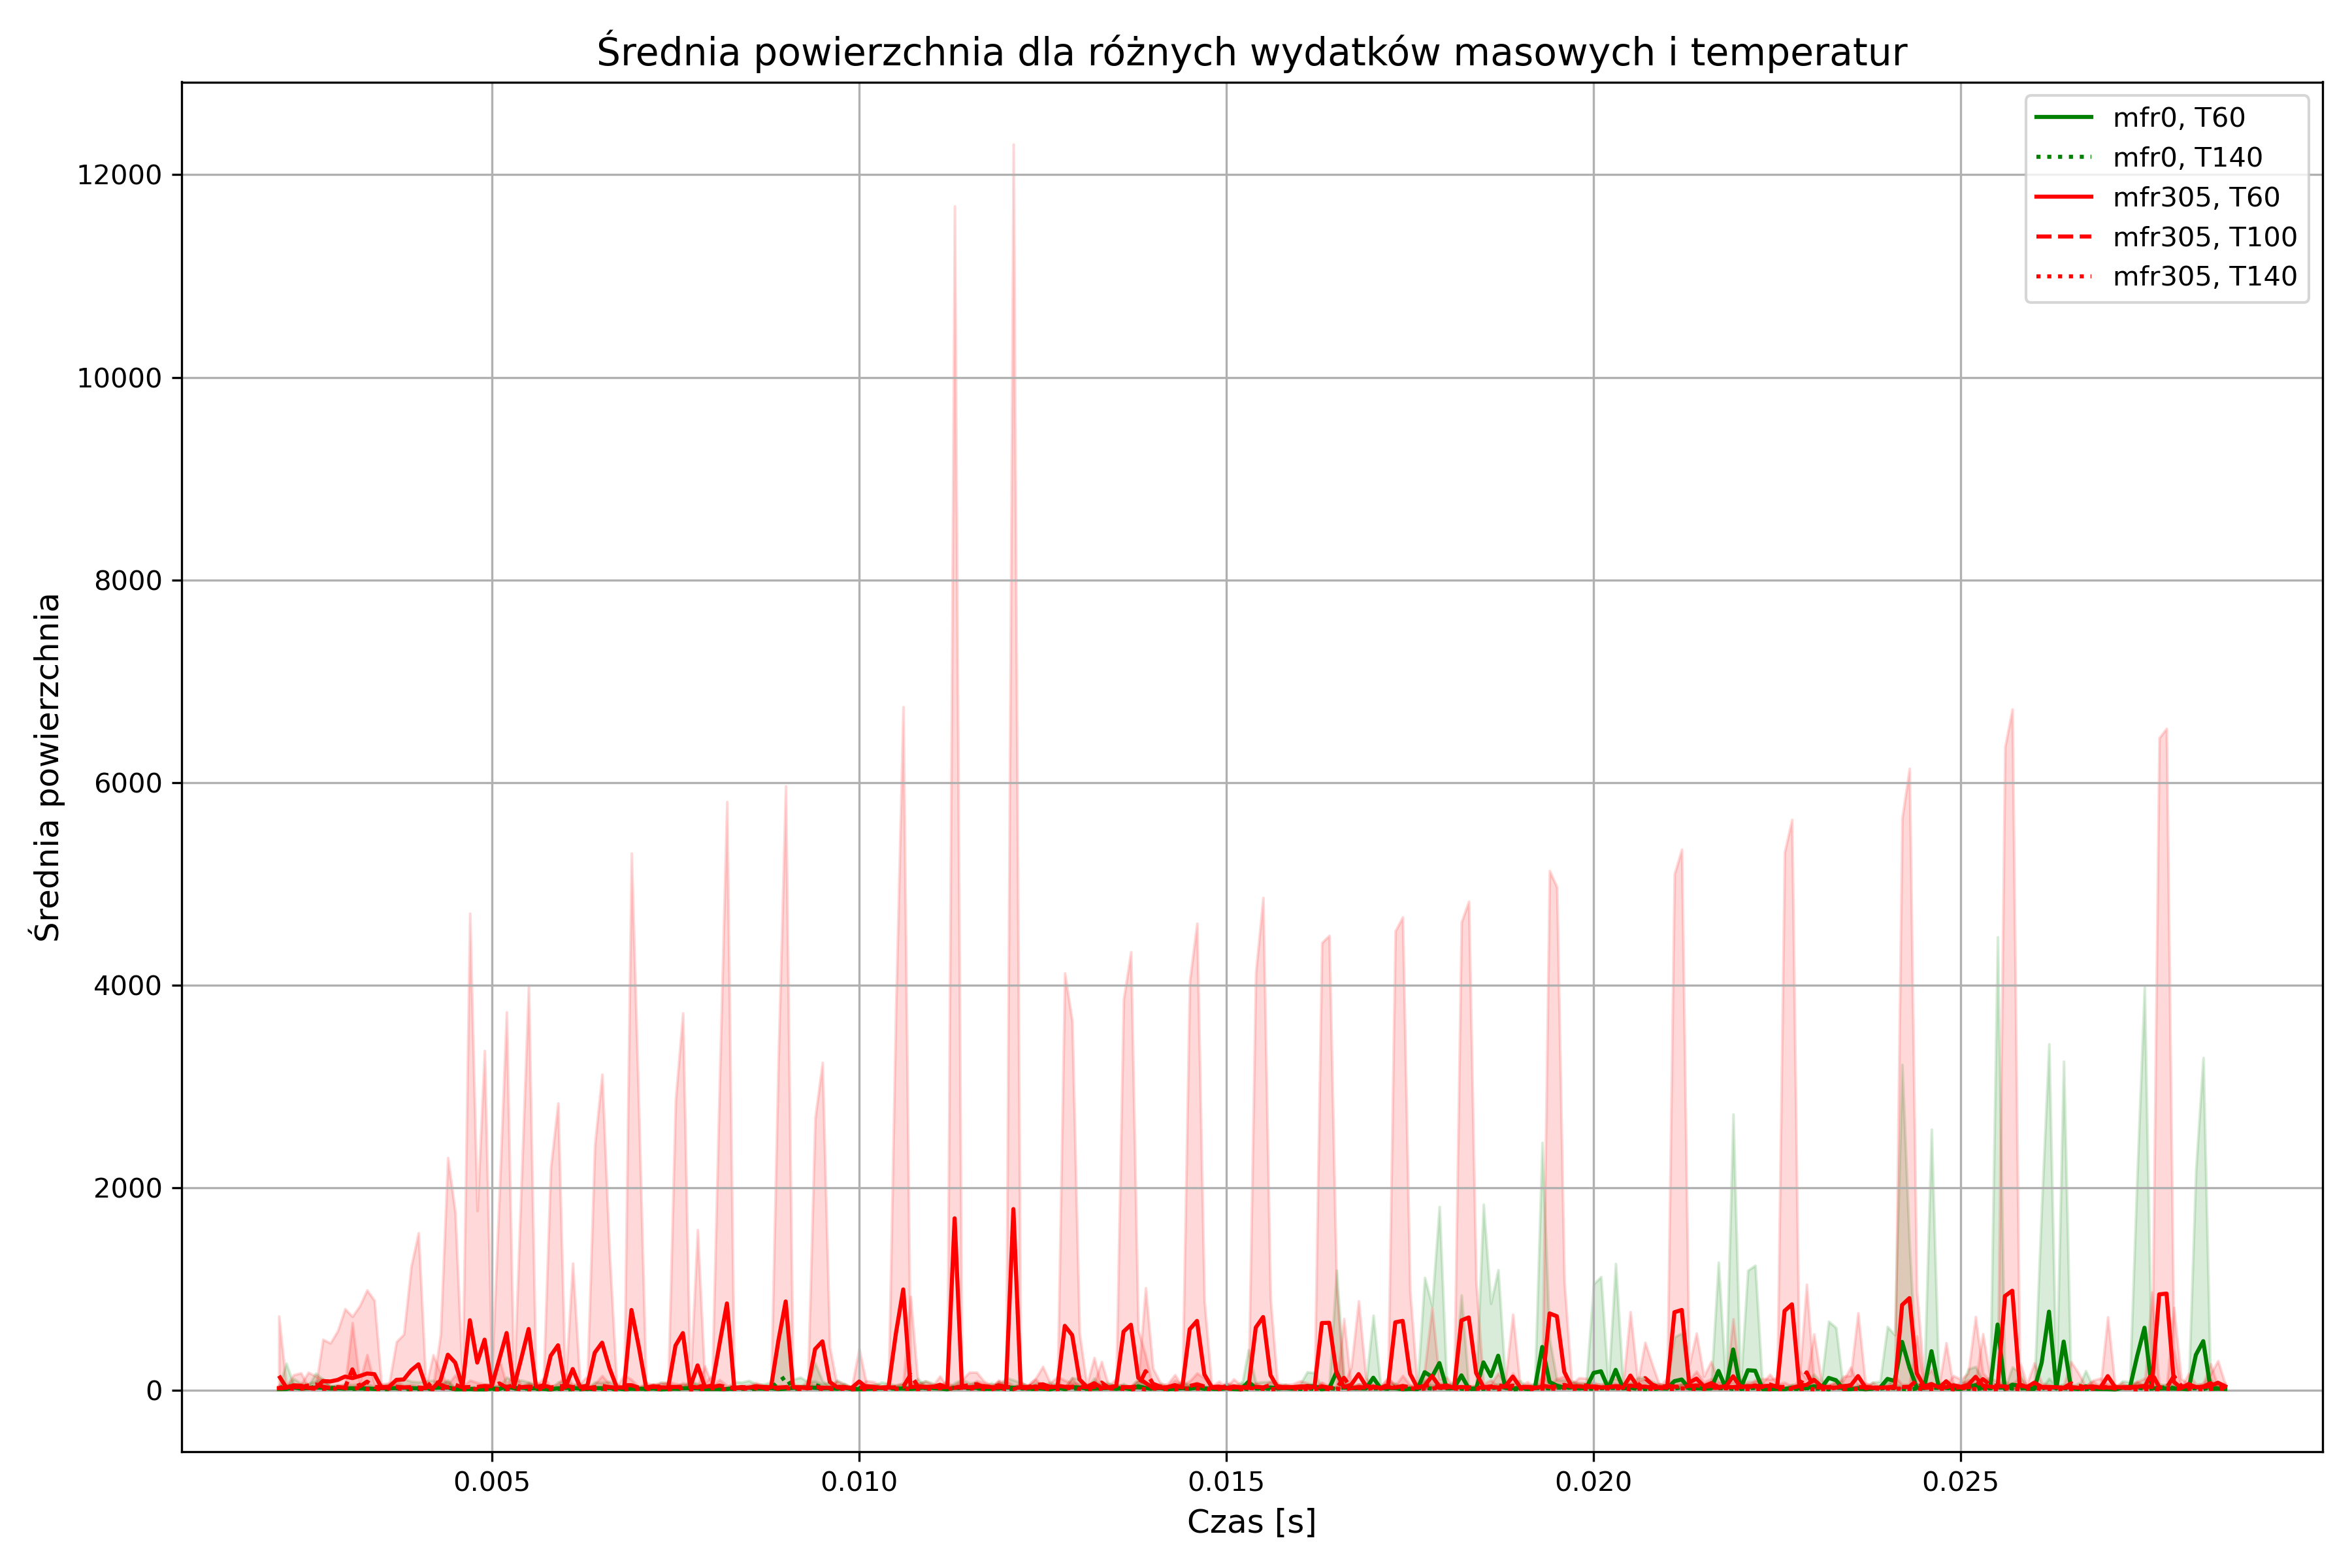 Średnia powierzchnia dla różnych wydatków masowych i temperatur
mfr0, T60
mfr0, T140
mfr305, T60
mfr305, T100
mfr305, T140
12000
10000
8000
6000
4000
2000
0
Średnia powierzchnia
0.005 0.010 0.015 0.020 0.025
Czas [s]